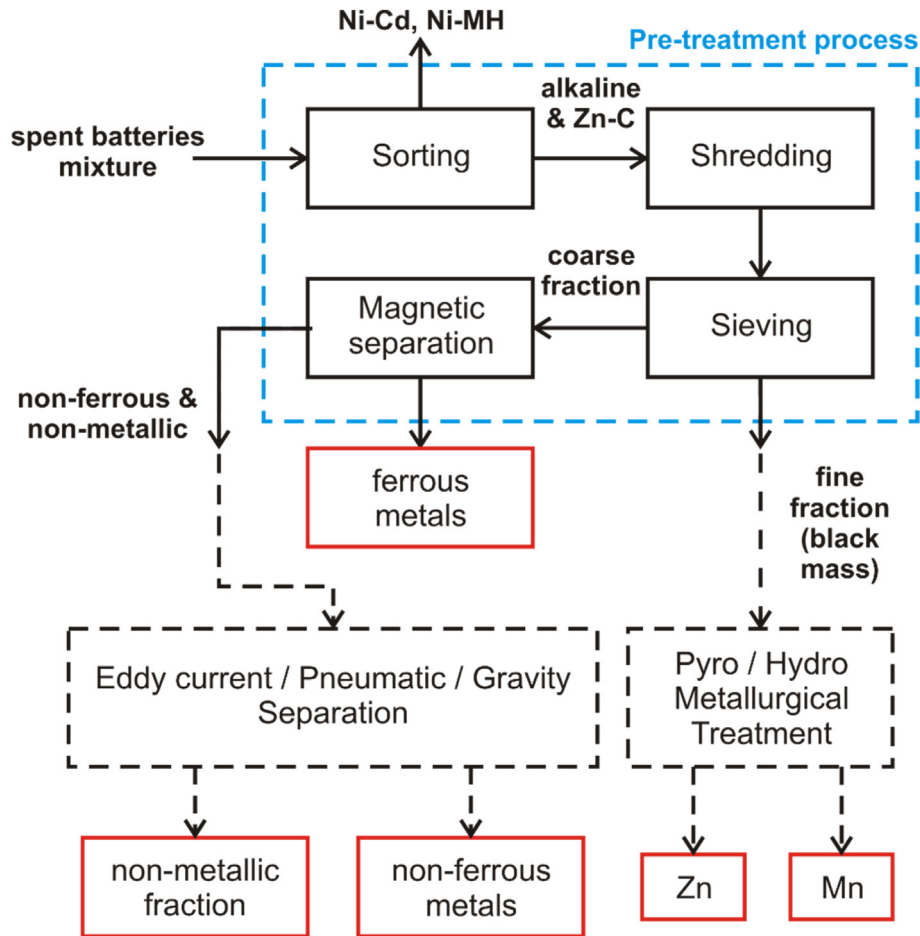 Ni-Cd, Ni-MH
Pre-treatment process
spent batteries
mixture
Sorting
alkaline
& Zn-C
Shredding
Sieving
coarse
fraction
Magnetic
separation
non-ferrous &
non-metallic
ferrous
metals
fine
fraction
(black
mass)
Eddy current / Pneumatic / Gravity
Separation
Pyro / Hydro
Metallurgical
Treatment
non-metallic
fraction
non-ferrous
metals
Zn
Mn